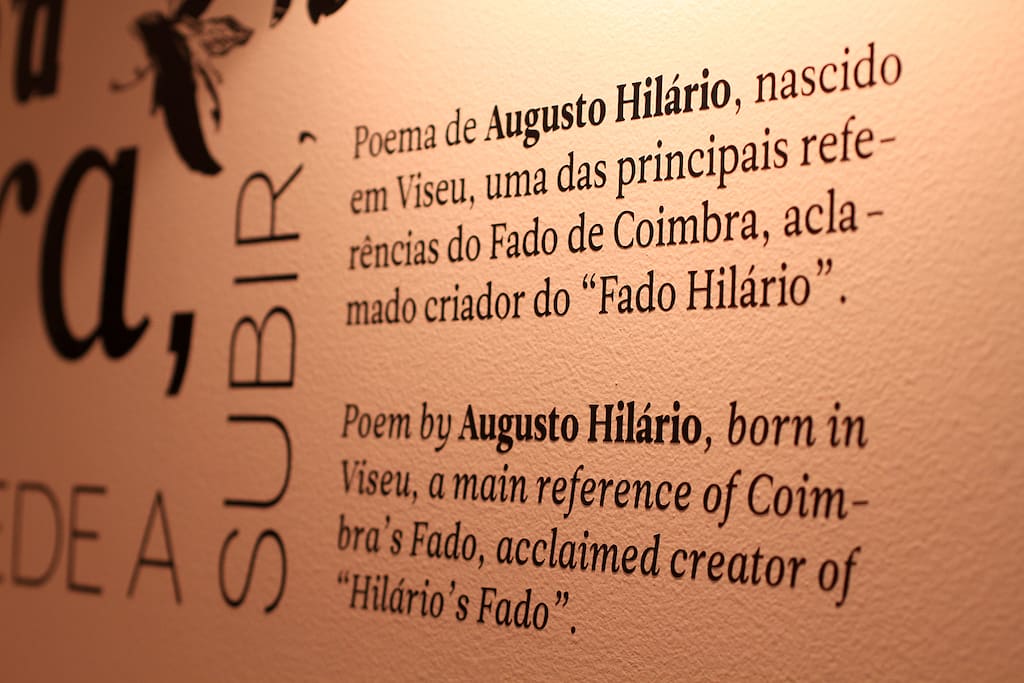 ra,
EDE A
SUBIR,
Poema de Augusto Hilário, nascido
em Viseu, uma das principais refe-
rências do Fado de Coimbra, acla-
mado criador do “Fado Hilário”.
Poem by Augusto Hilário, born in
Viseu, a main reference of Coim-
bra’s Fado, acclaimed creator of
“Hilário’s Fado”.